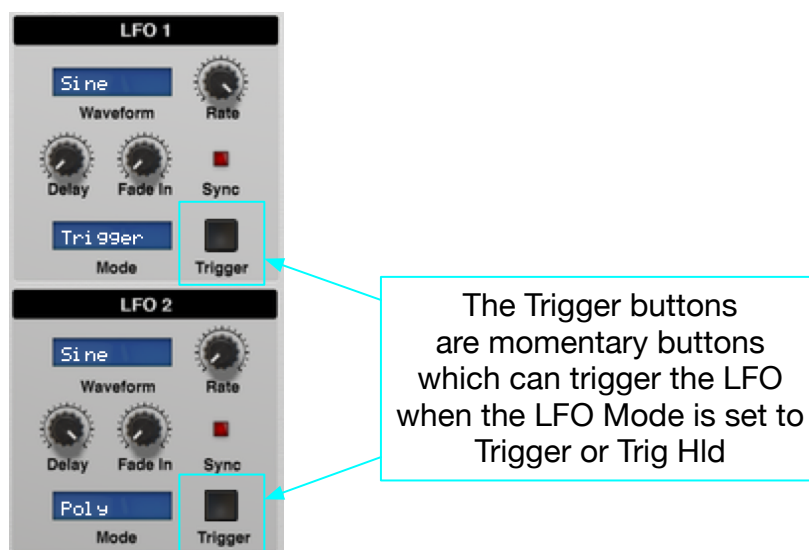 LFO 1
Sine
Waveform Rate
Delay Fade In Sync
Trigger
Mode Trigger
LFO 2
Sine
Waveform Rate
Delay Fade In Sync
Poly
Mode Trigger
The Trigger buttons
are momentary buttons
which can trigger the LFO
when the LFO Mode is set to
Trigger or Trig Hld